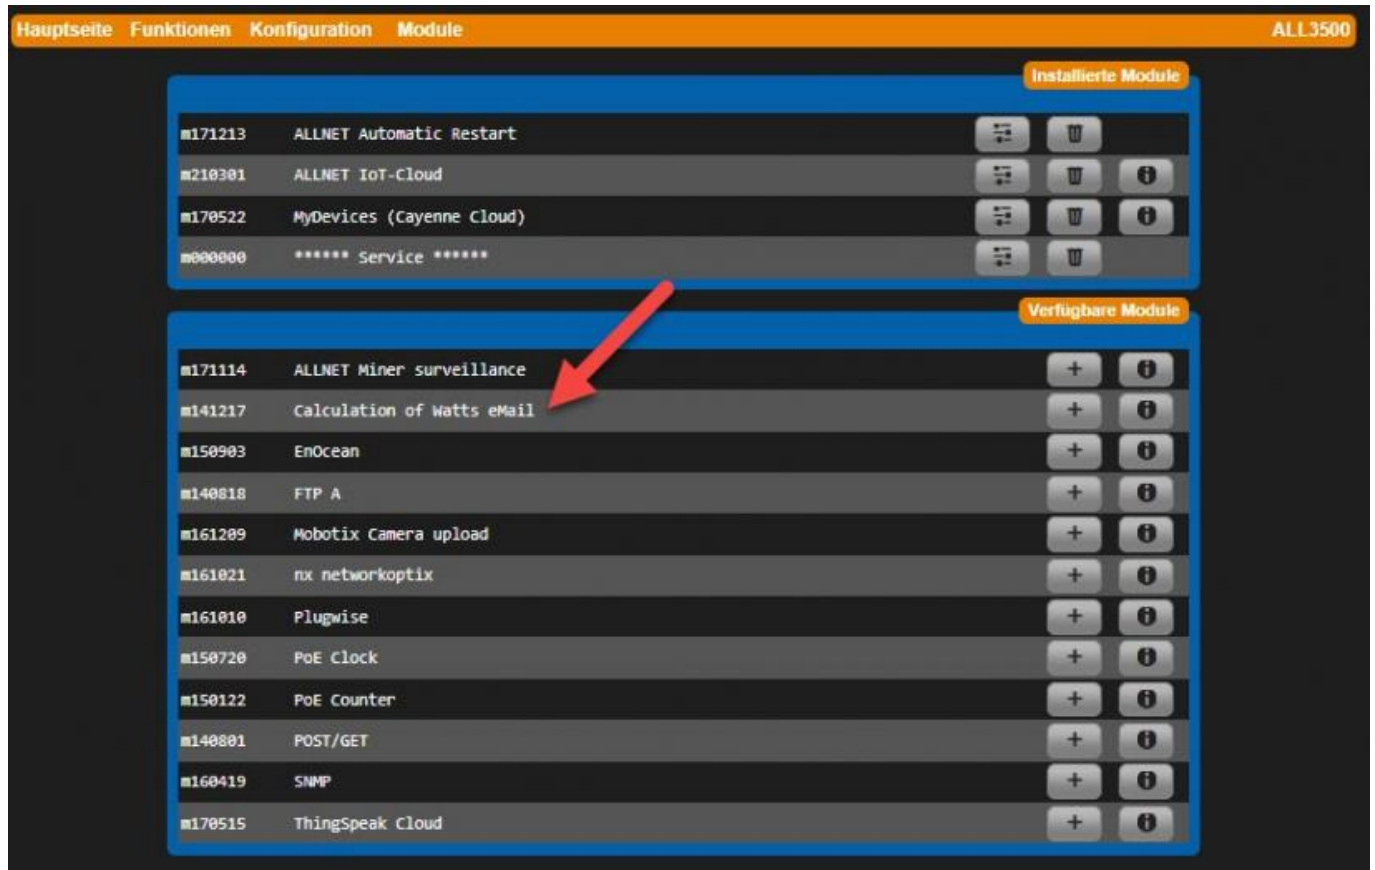 Hauptseite Funktionen Konfiguration Module ALL3500
Installierte Module
m171213 ALLNET Automatic Restart
m210301 ALLNET IoT-Cloud
m170522 MyDevices (Cayenne Cloud)
m000000 ****** Service ******
Verfügbare Module
m171114 ALLNET Miner surveillance
m141217 Calculation of Watts eMail
m150903 EnOcean
m140818 FTP A
m161209 Mobotix Camera upload
m161021 nx networkoptix
m161010 Plugwise
m150720 PoE Clock
m150122 PoE Counter
m140801 POST/GET
m160419 SNMP
m170515 ThingSpeak Cloud